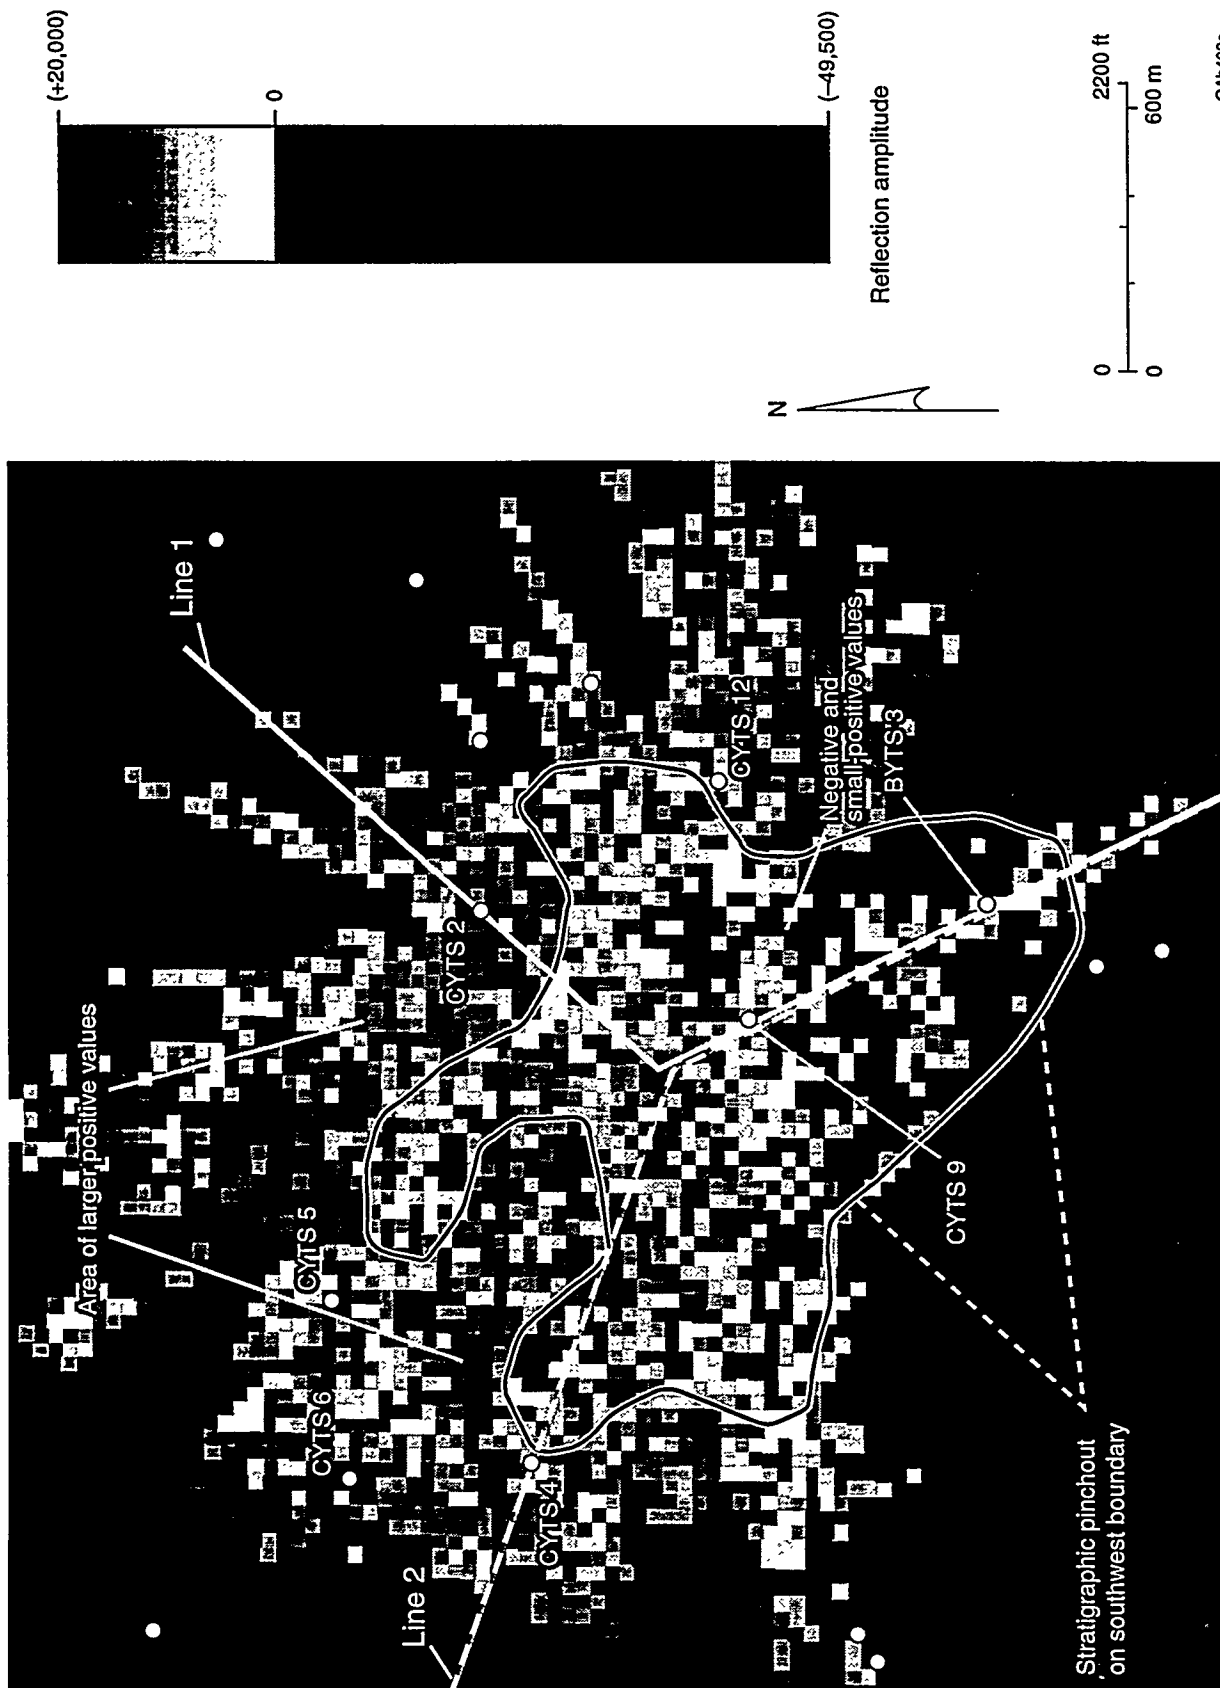 Line 1
Area of larger positive values
CYTS 2
CYTS 5
CYTS 6
CYTS 4
Line 2
CYTS 12
Negative and
small positive values
BYTS 3
CYTS 9
Stratigraphic pinchout
on southwest boundary
(+20,000)
0
(–49,500)
Reflection amplitude
N
0
2200 ft
0
600 m